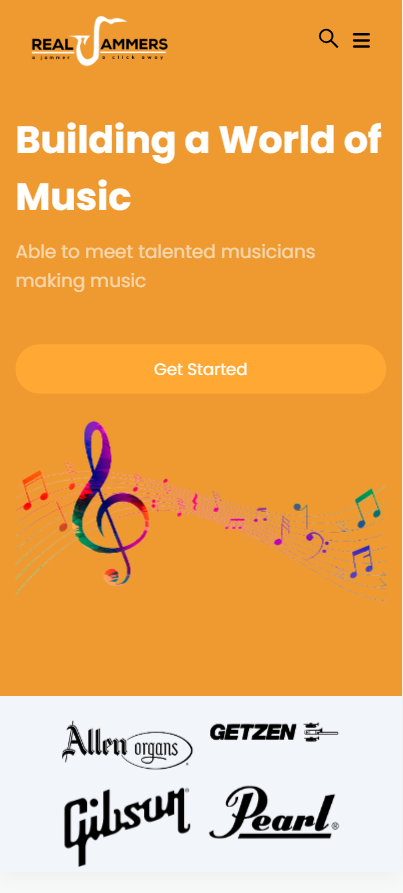 REAL JAMMERS
a jammer a click away
Building a World of
Music
Able to meet talented musicians
making music
Get Started
Allen organs
GETZEN
Gibson
Pearl®